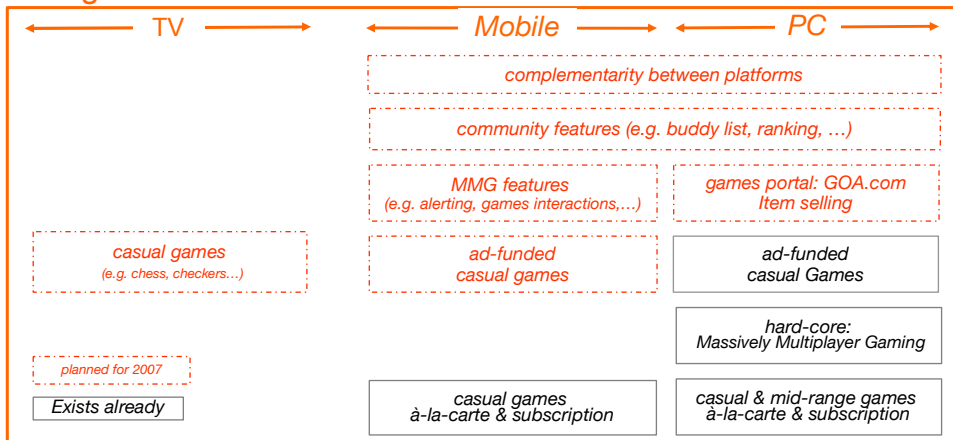 TV
Mobile
PC
complementarity between platforms
community features (e.g. buddy list, ranking, …)
MMG features
(e.g. alerting, games interactions,…)
games portal: GOA.com
Item selling
casual games
(e.g. chess, checkers…)
ad-funded
casual games
ad-funded
casual Games
hard-core:
Massively Multiplayer Gaming
planned for 2007
Exists already
casual games
à-la-carte & subscription
casual & mid-range games
à-la-carte & subscription